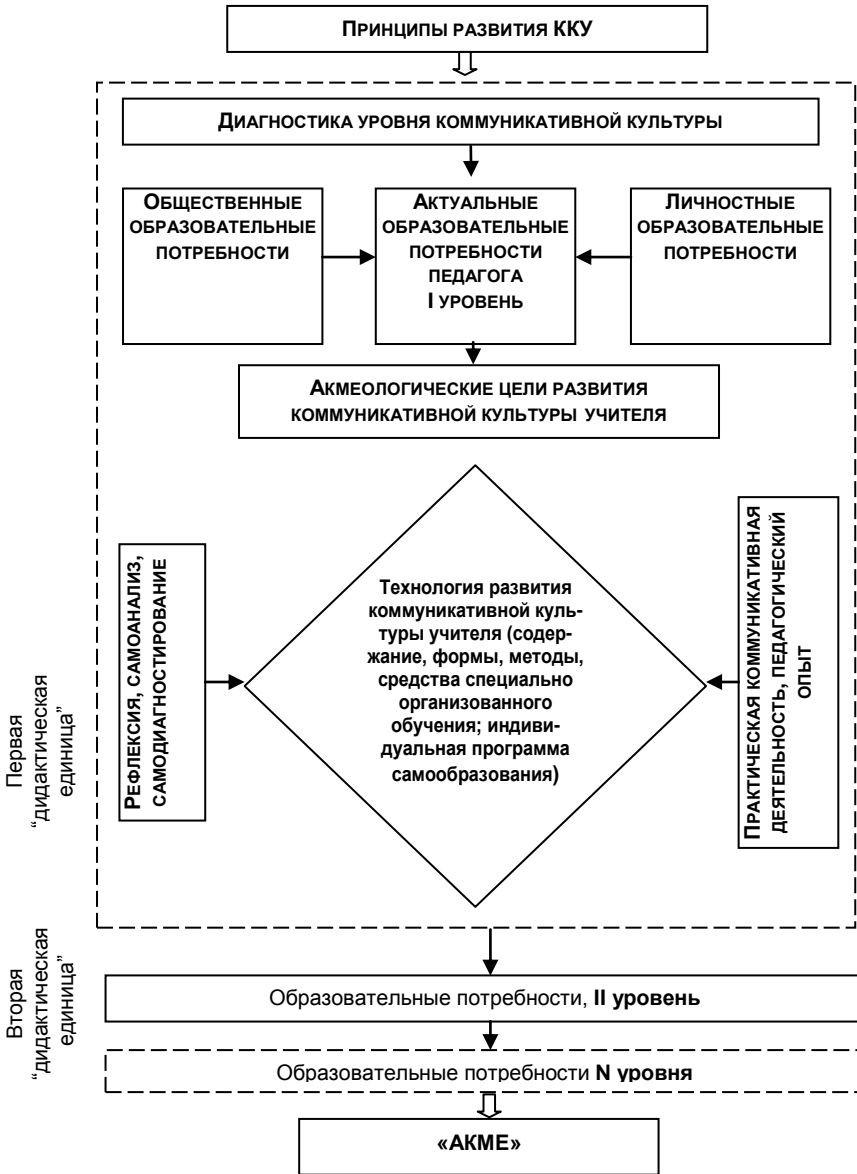 ПРИНЦИПЫ РАЗВИТИЯ ККУ
ДИАГНОСТИКА УРОВНЯ КОММУНИКАТИВНОЙ КУЛЬТУРЫ
ОБЩЕСТВЕННЫЕ
ОБРАЗОВАТЕЛЬНЫЕ
ПОТРЕБНОСТИ
АКТУАЛЬНЫЕ
ОБРАЗОВАТЕЛЬНЫЕ
ПОТРЕБНОСТИ
ПЕДАГОГА
I УРОВЕНЬ
ЛИЧНОСТНЫЕ
ОБРАЗОВАТЕЛЬНЫЕ
ПОТРЕБНОСТИ
АКМЕОЛОГИЧЕСКИЕ ЦЕЛИ РАЗВИТИЯ
КОММУНИКАТИВНОЙ КУЛЬТУРЫ УЧИТЕЛЯ
Первая
“дидактическая
единица”
РЕФЛЕКСИЯ, САМОАНАЛИЗ,
САМОДИАГНОСТИРОВАНИЕ
Технология развития
коммуникативной куль-
туры учителя (содер-
жание, формы, методы,
средства специально
организованного
обучения; индиви-
дуальная программа
самообразования)
ПРАКТИЧЕСКАЯ КОММУНИКАТИВНАЯ
ДЕЯТЕЛЬНОСТЬ, ПЕДАГОГИЧЕСКИЙ
ОПЫТ
Вторая
“дидактическая
единица”
Образовательные потребности, II уровень
Образовательные потребности N уровня
«АКМЕ»